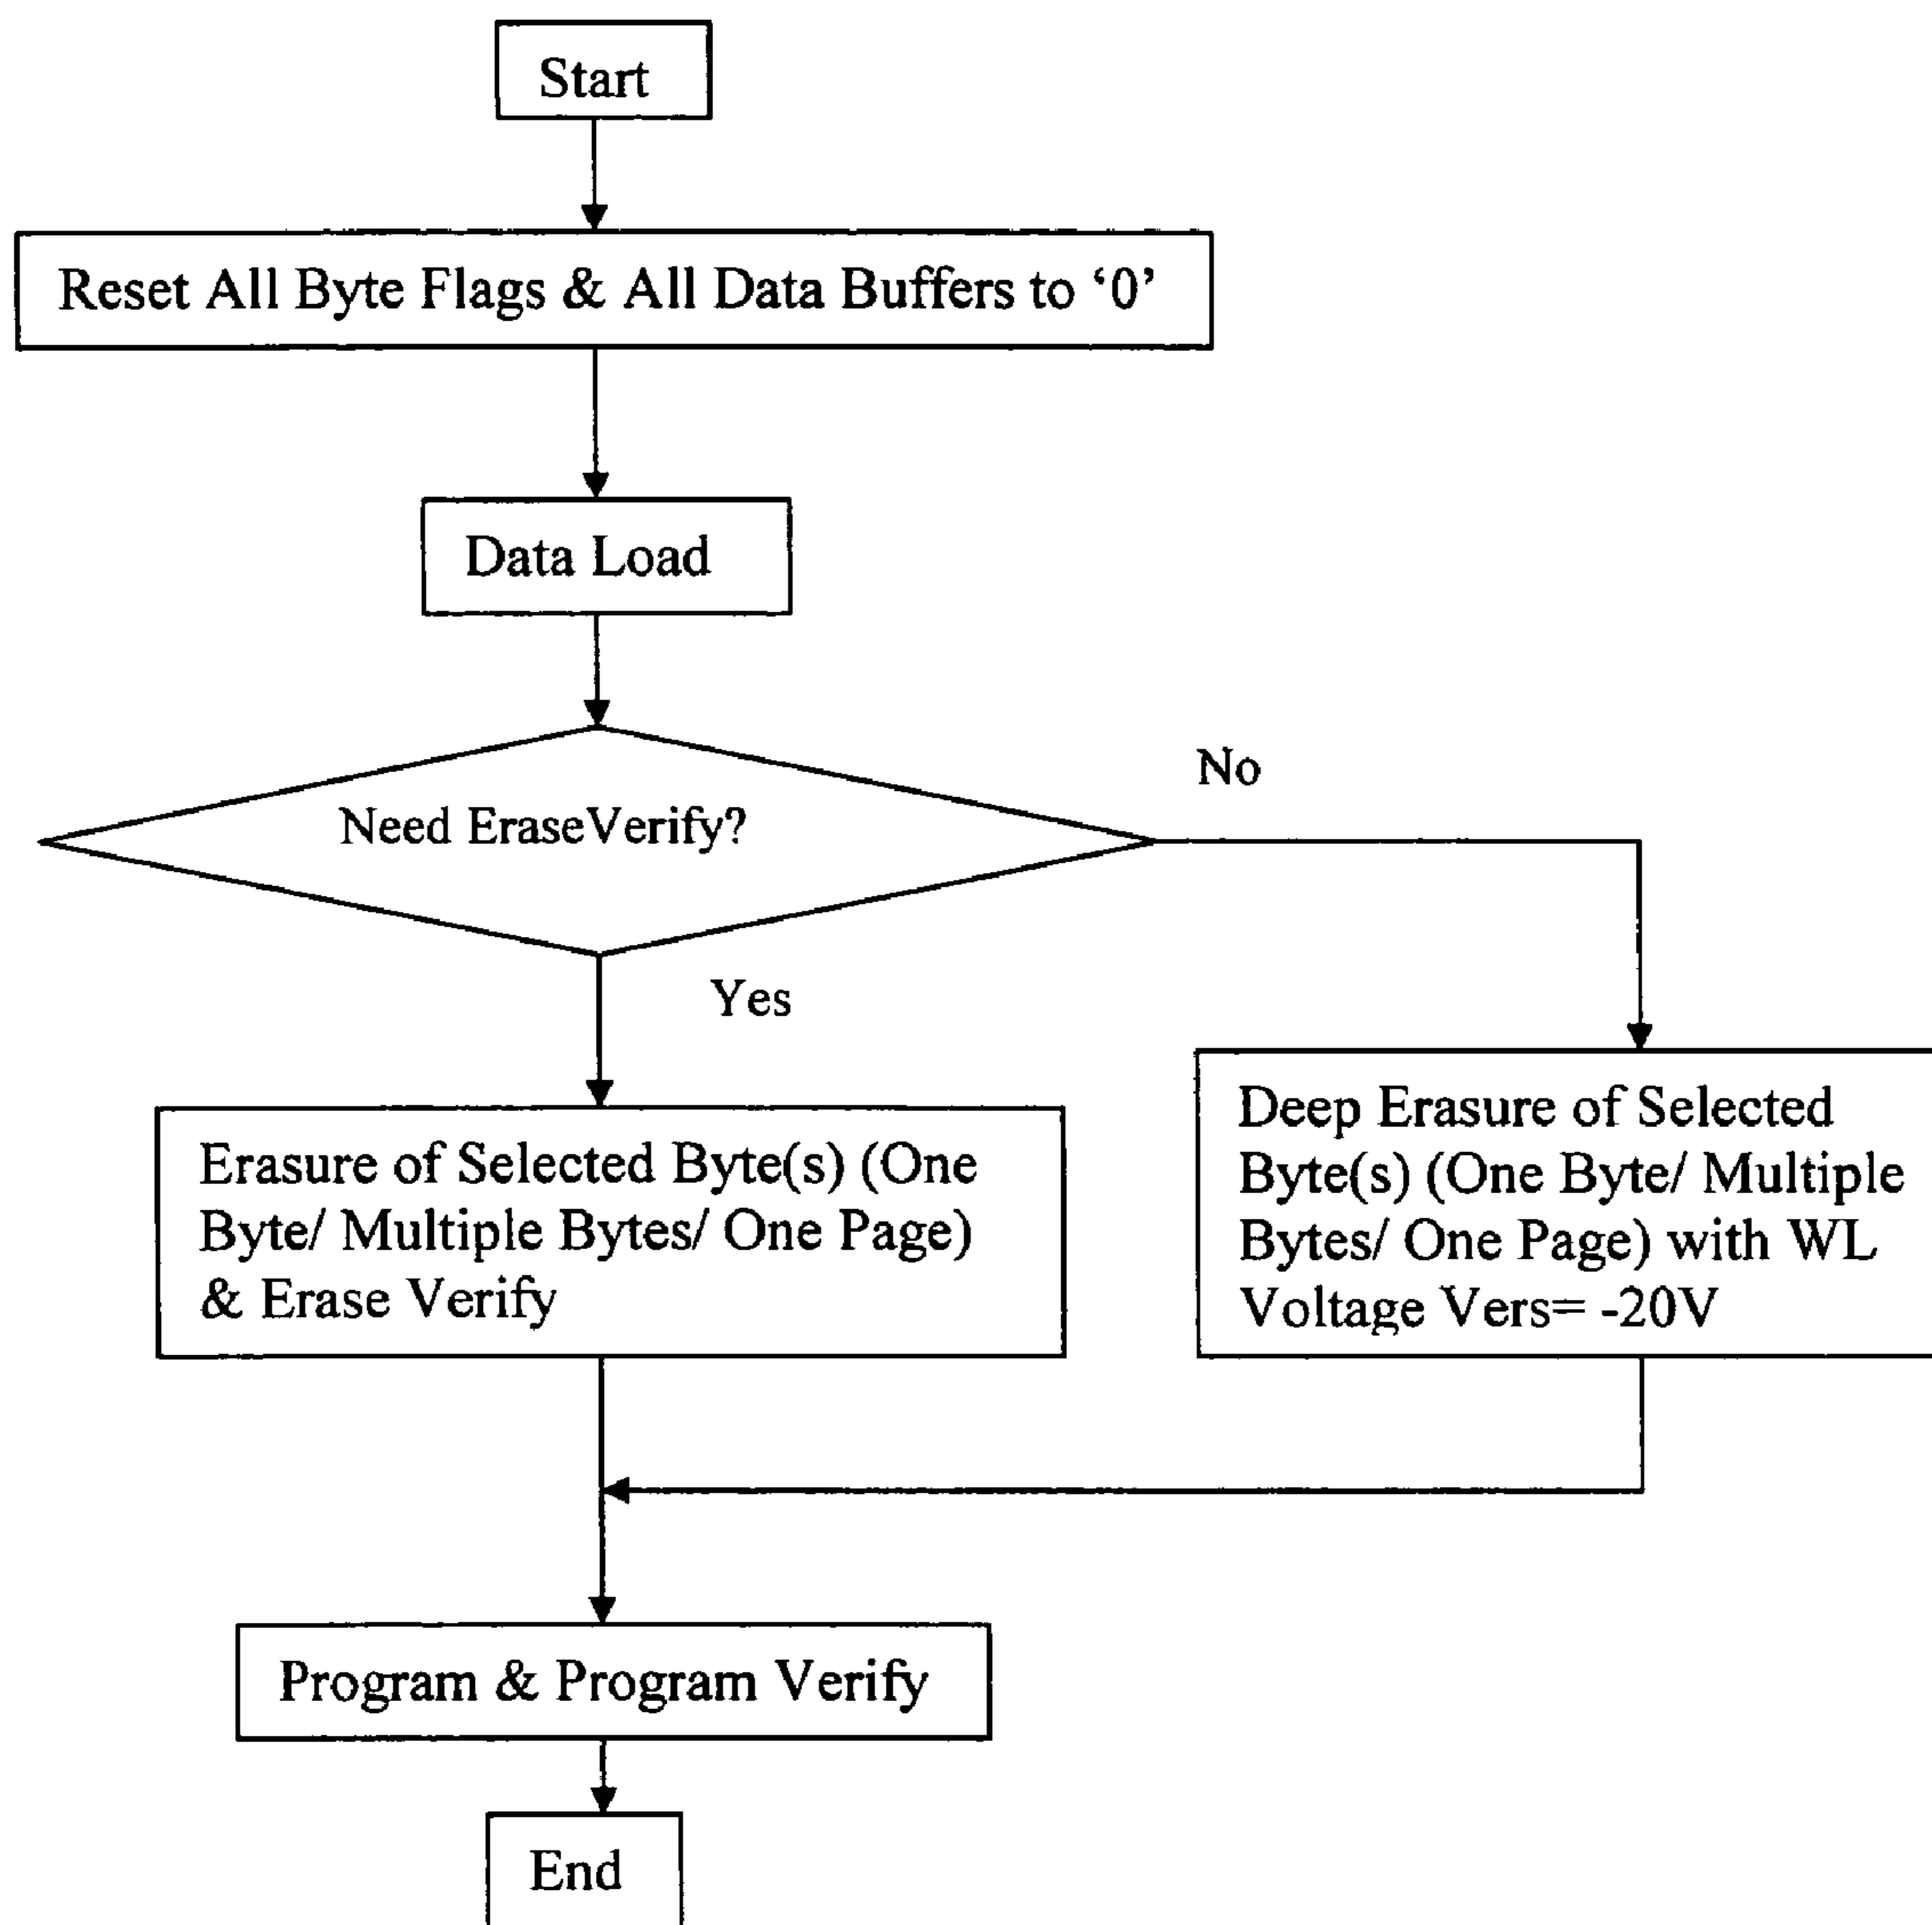 Start
Reset All Byte Flags & All Data Buffers to ‘0’
Data Load
Need EraseVerify?
No
Yes
Erasure of Selected Byte(s) (One
Byte/ Multiple Bytes/ One Page)
& Erase Verify
Deep Erasure of Selected
Byte(s) (One Byte/ Multiple
Bytes/ One Page) with WL
Voltage Vers= -20V
Program & Program Verify
End